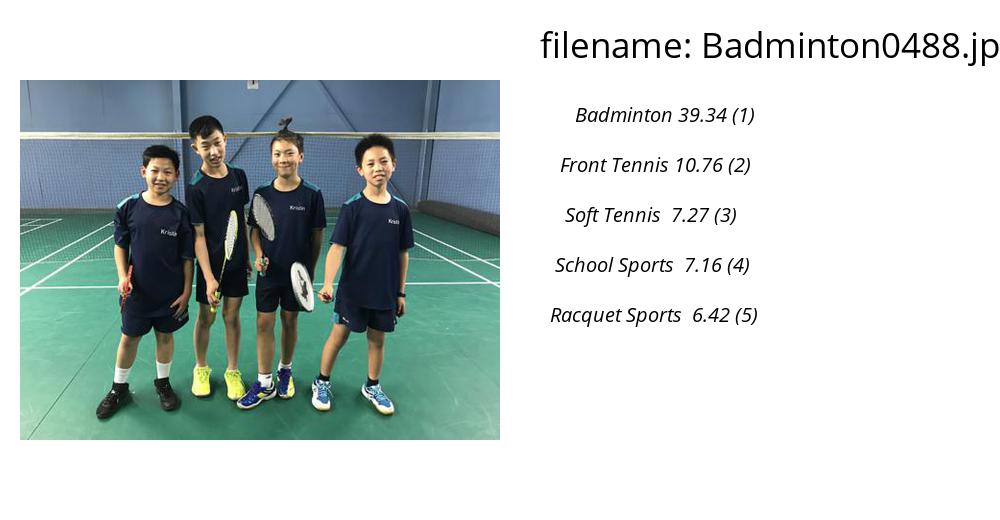 filename: Badminton0488.jp
Badminton 39.34 (1)
Front Tennis 10.76 (2)
Soft Tennis 7.27 (3)
School Sports 7.16 (4)
Racquet Sports 6.42 (5)
Kristin
Kristin
Kristin
Kristin